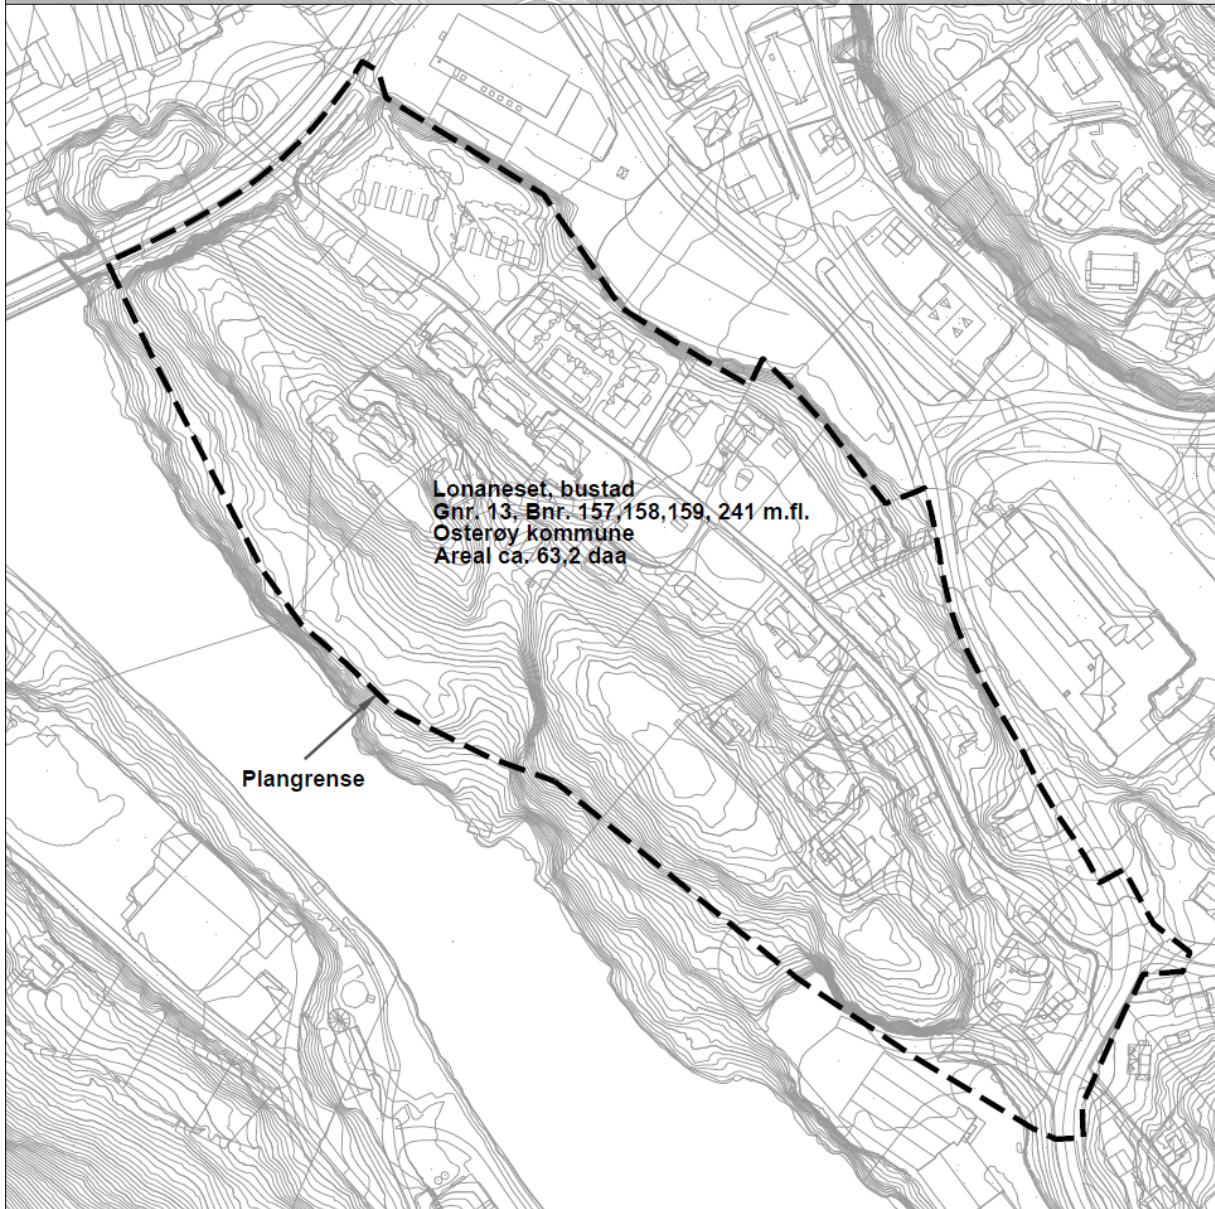 Lonaneset, bustad
Gnr. 13, Bnr. 157,158,159, 241 m.fl.
Osterøy kommune
Areal ca. 63,2 daa
Plangrense